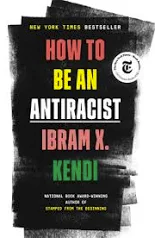 NEW YORK TIMES BESTSELLER
HOW TO
BE AN
ANTIRACIST
IBRAM X.
KENDI
NATIONAL BOOK AWARD–WINNING
AUTHOR OF
STAMPED FROM THE BEGINNING